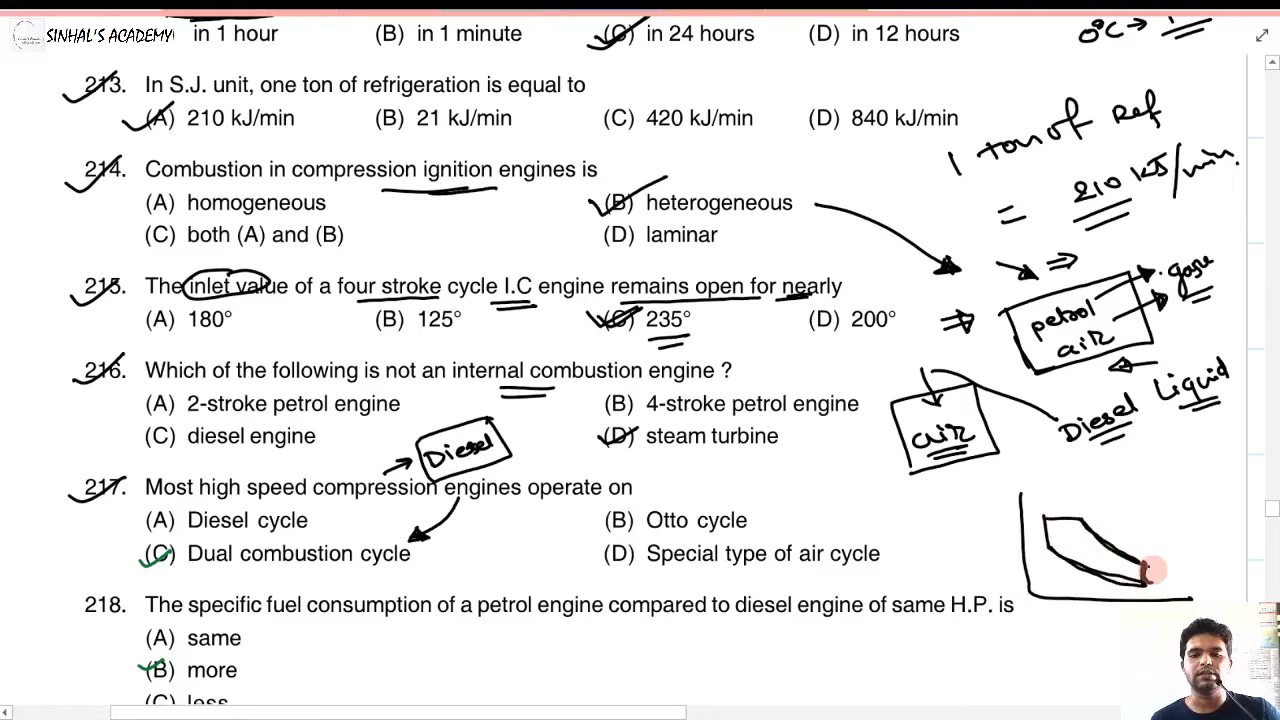 SINHAL'S ACADEMY
in 1 hour (B) in 1 minute (C) in 24 hours (D) in 12 hours
0°C →
213. In S.J. unit, one ton of refrigeration is equal to
(A) 210 kJ/min (B) 21 kJ/min (C) 420 kJ/min (D) 840 kJ/min
1 ton of Ref
= 210 kJ/min.
214. Combustion in compression ignition engines is
(A) homogeneous (B) heterogeneous
(C) both (A) and (B) (D) laminar
215. The inlet value of a four stroke cycle I.C engine remains open for nearly
(A) 180° (B) 125° (C) 235° (D) 200°
petrol
air
216. Which of the following is not an internal combustion engine ?
(A) 2-stroke petrol engine (B) 4-stroke petrol engine
(C) diesel engine (D) steam turbine
air
Diesel Liquid
Diesel
217. Most high speed compression engines operate on
(A) Diesel cycle (B) Otto cycle
(C) Dual combustion cycle (D) Special type of air cycle
218. The specific fuel consumption of a petrol engine compared to diesel engine of same H.P. is
(A) same
(B) more
(C) less